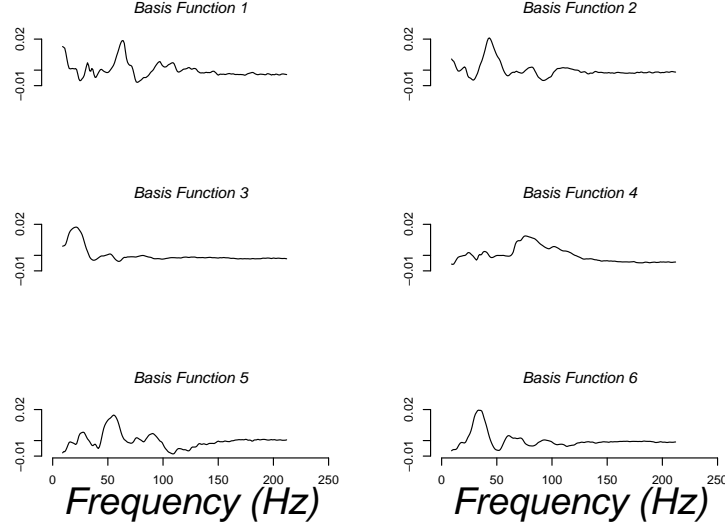 Basis Function 1
Basis Function 2
0.02
-0.01
0.02
-0.01
Basis Function 3
Basis Function 4
0.02
-0.01
0.02
-0.01
Basis Function 5
Basis Function 6
0.02
-0.01
0.02
-0.01
0 50 100 150 200 250
0 50 100 150 200 250
Frequency (Hz)
Frequency (Hz)